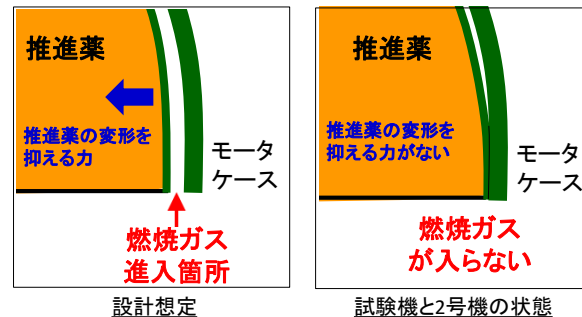 推進薬
推進薬の変形を
抑える力
モータ
ケース
燃焼ガス
進入箇所
設計想定
推進薬
推進薬の変形を
抑える力がない
モータ
ケース
燃焼ガス
が入らない
試験機と2号機の状態